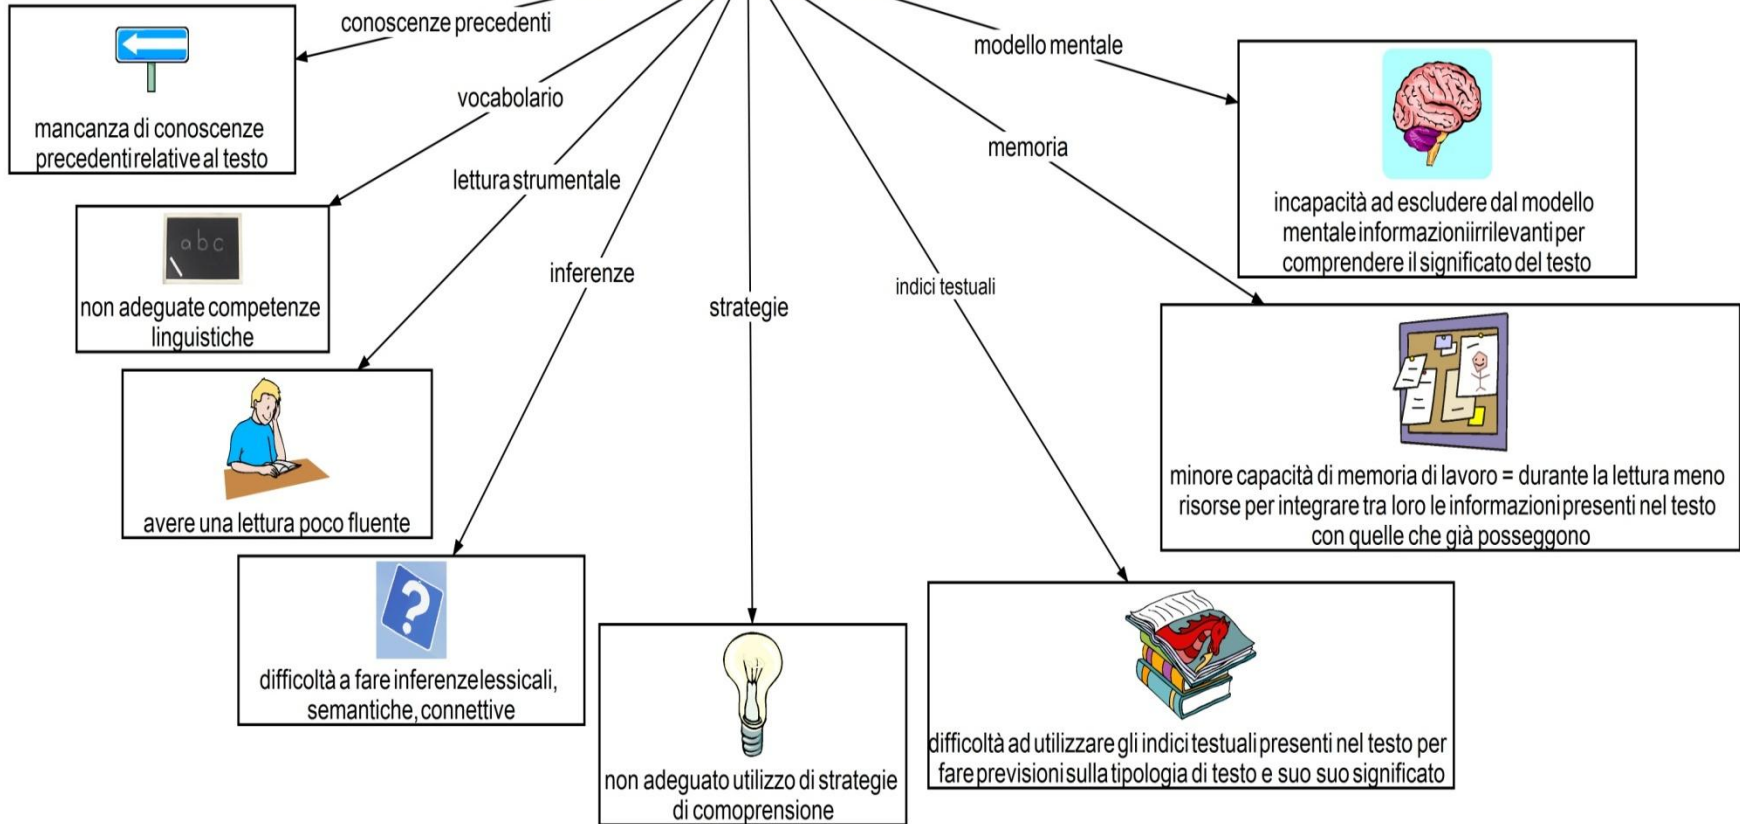 conoscenze precedenti
mancanza di conoscenze
precedenti relative al testo
vocabolario
abc
non adeguate competenze
linguistiche
lettura strumentale
avere una lettura poco fluente
inferenze
?
difficoltà a fare inferenze lessicali,
semantiche, connettive
strategie
non adeguato utilizzo di strategie
di comoprensione
indici testuali
difficoltà ad utilizzare gli indici testuali presenti nel testo per
fare previsioni sulla tipologia di testo e suo suo significato
memoria
minore capacità di memoria di lavoro = durante la lettura meno
risorse per integrare tra loro le informazioni presenti nel testo
con quelle che già posseggono
modello mentale
incapacità ad escludere dal modello
mentale informazioni irrilevanti per
comprendere il significato del testo